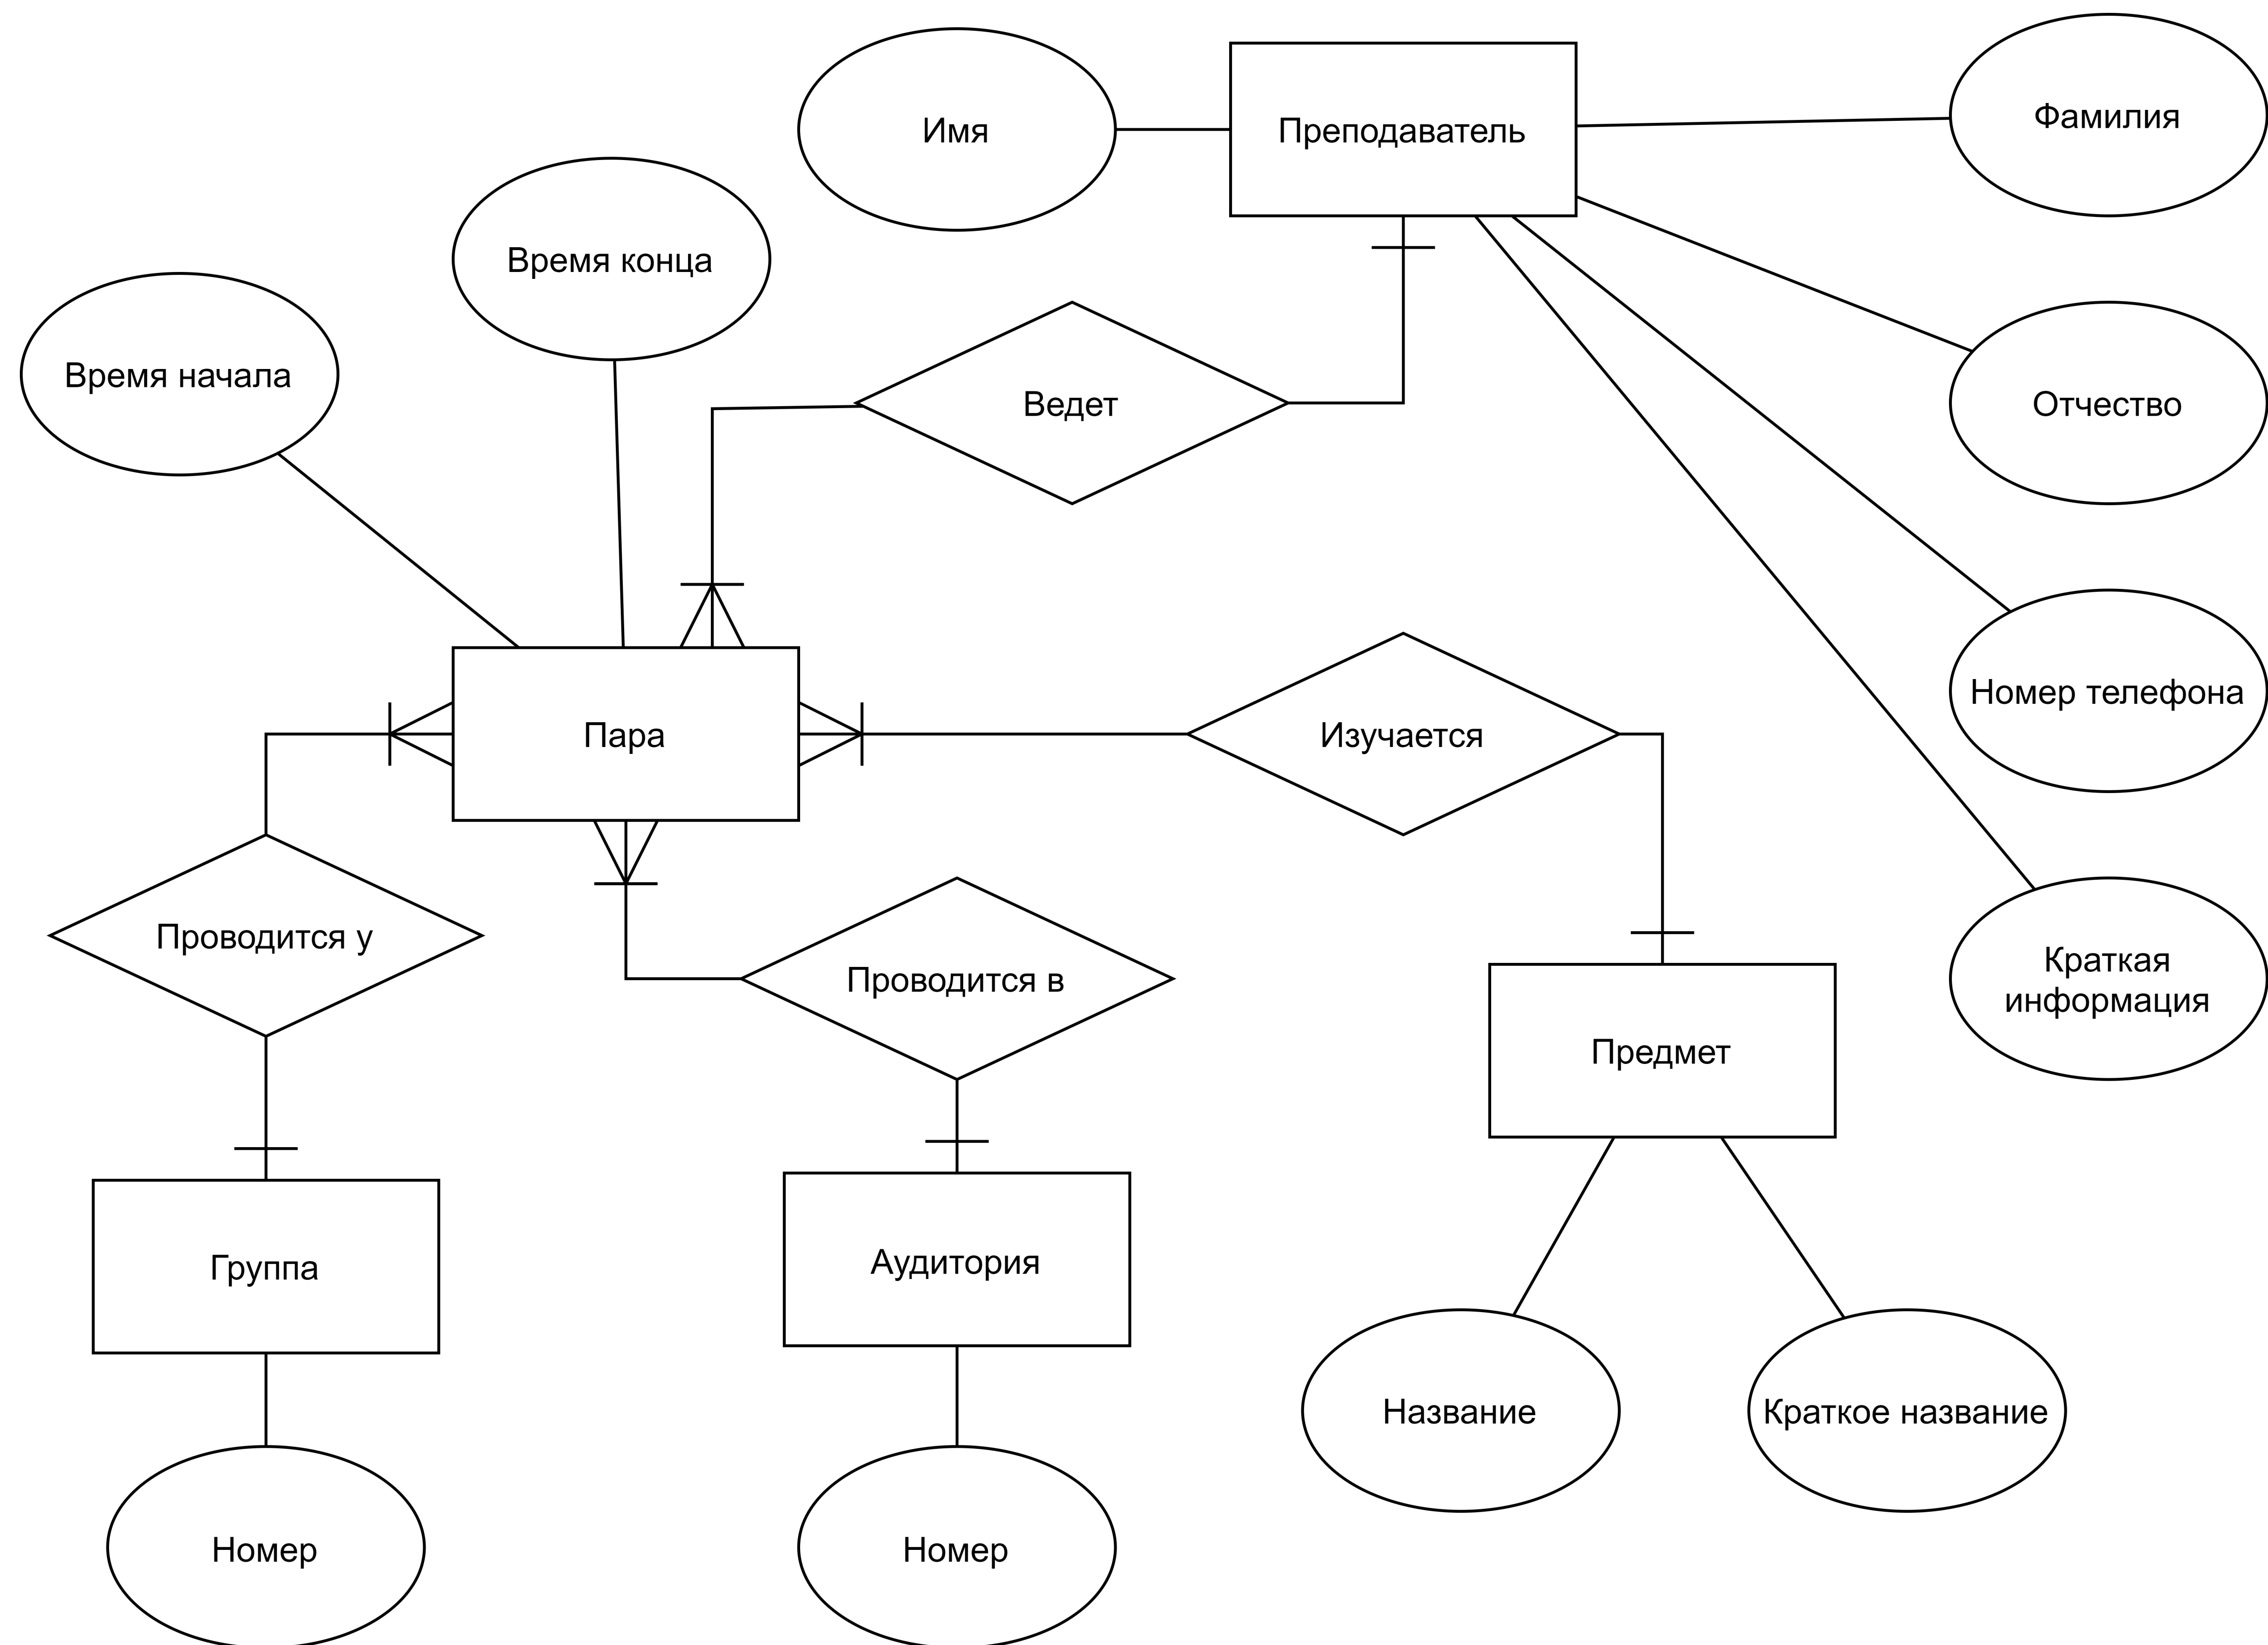 Имя
Преподаватель
Фамилия
Время конца
Время начала
Ведет
Отчество
Номер телефона
Пара
Изучается
Проводится у
Проводится в
Краткая
информация
Предмет
Группа
Аудитория
Название
Краткое название
Номер
Номер